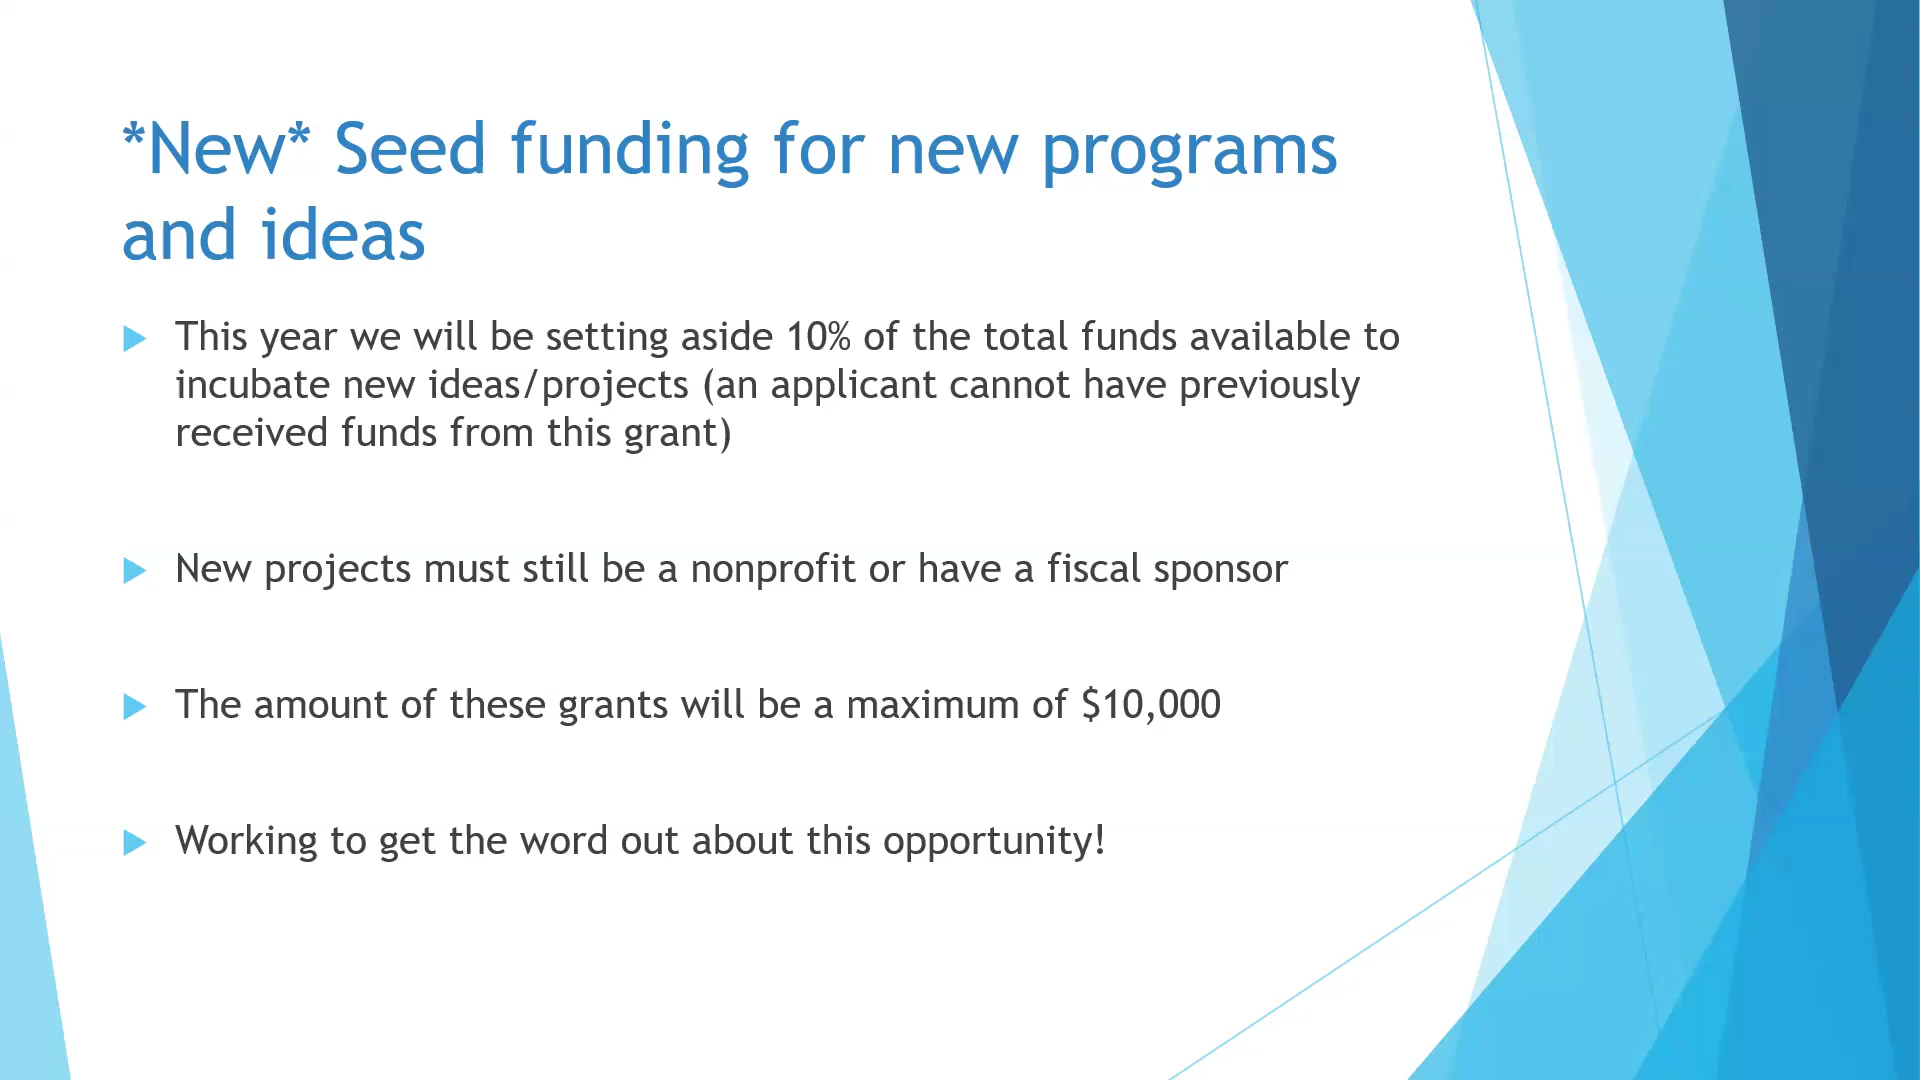 *New* Seed funding for new programs
and ideas
This year we will be setting aside 10% of the total funds available to
incubate new ideas/projects (an applicant cannot have previously
received funds from this grant)
New projects must still be a nonprofit or have a fiscal sponsor
The amount of these grants will be a maximum of $10,000
Working to get the word out about this opportunity!